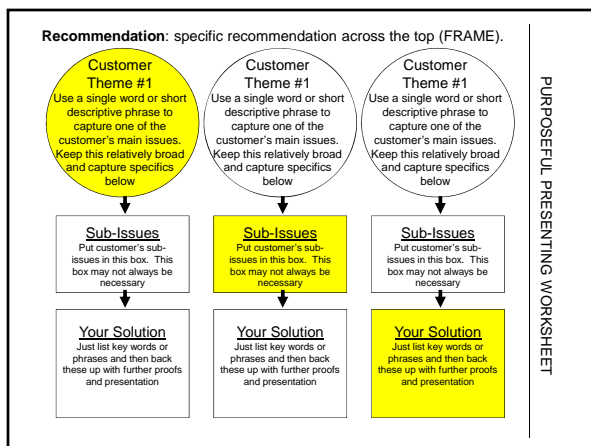 Recommendation: specific recommendation across the top (FRAME).
Customer
Theme #1
Use a single word or short
descriptive phrase to
capture one of the
customer's main issues.
Keep this relatively broad
and capture specifics
below
Customer
Theme #1
Use a single word or short
descriptive phrase to
capture one of the
customer's main issues.
Keep this relatively broad
and capture specifics
below
Customer
Theme #1
Use a single word or short
descriptive phrase to
capture one of the
customer's main issues.
Keep this relatively broad
and capture specifics
below
Sub-Issues
Put customer's sub-
issues in this box. This
box may not always be
necessary
Sub-Issues
Put customer's sub-
issues in this box. This
box may not always be
necessary
Sub-Issues
Put customer's sub-
issues in this box. This
box may not always be
necessary
Your Solution
Just list key words or
phrases and then back
these up with further proofs
and presentation
Your Solution
Just list key words or
phrases and then back
these up with further proofs
and presentation
Your Solution
Just list key words or
phrases and then back
these up with further proofs
and presentation
PURPOSEFUL PRESENTING WORKSHEET